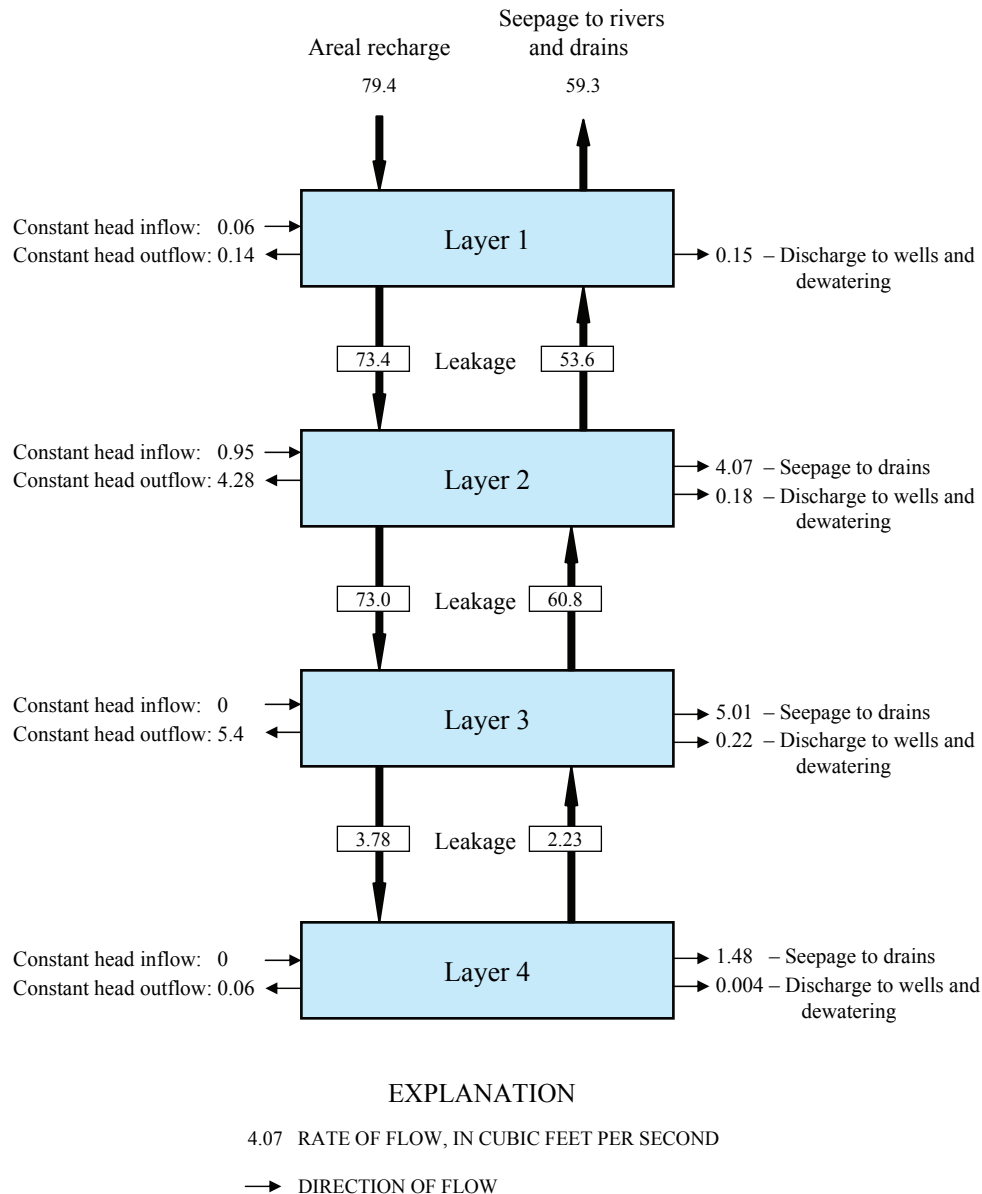 Seepage to rivers
and drains
Areal recharge
79.4
59.3
Constant head inflow: 0.06
Constant head outflow: 0.14
Layer 1
0.15 – Discharge to wells and
dewatering
73.4
Leakage
53.6
Constant head inflow: 0.95
Constant head outflow: 4.28
Layer 2
4.07 – Seepage to drains
0.18 – Discharge to wells and
dewatering
73.0
Leakage
60.8
Constant head inflow: 0
Constant head outflow: 5.4
Layer 3
5.01 – Seepage to drains
0.22 – Discharge to wells and
dewatering
3.78
Leakage
2.23
Constant head inflow: 0
Constant head outflow: 0.06
Layer 4
1.48 – Seepage to drains
0.004 – Discharge to wells and
dewatering
EXPLANATION
4.07 RATE OF FLOW, IN CUBIC FEET PER SECOND
DIRECTION OF FLOW